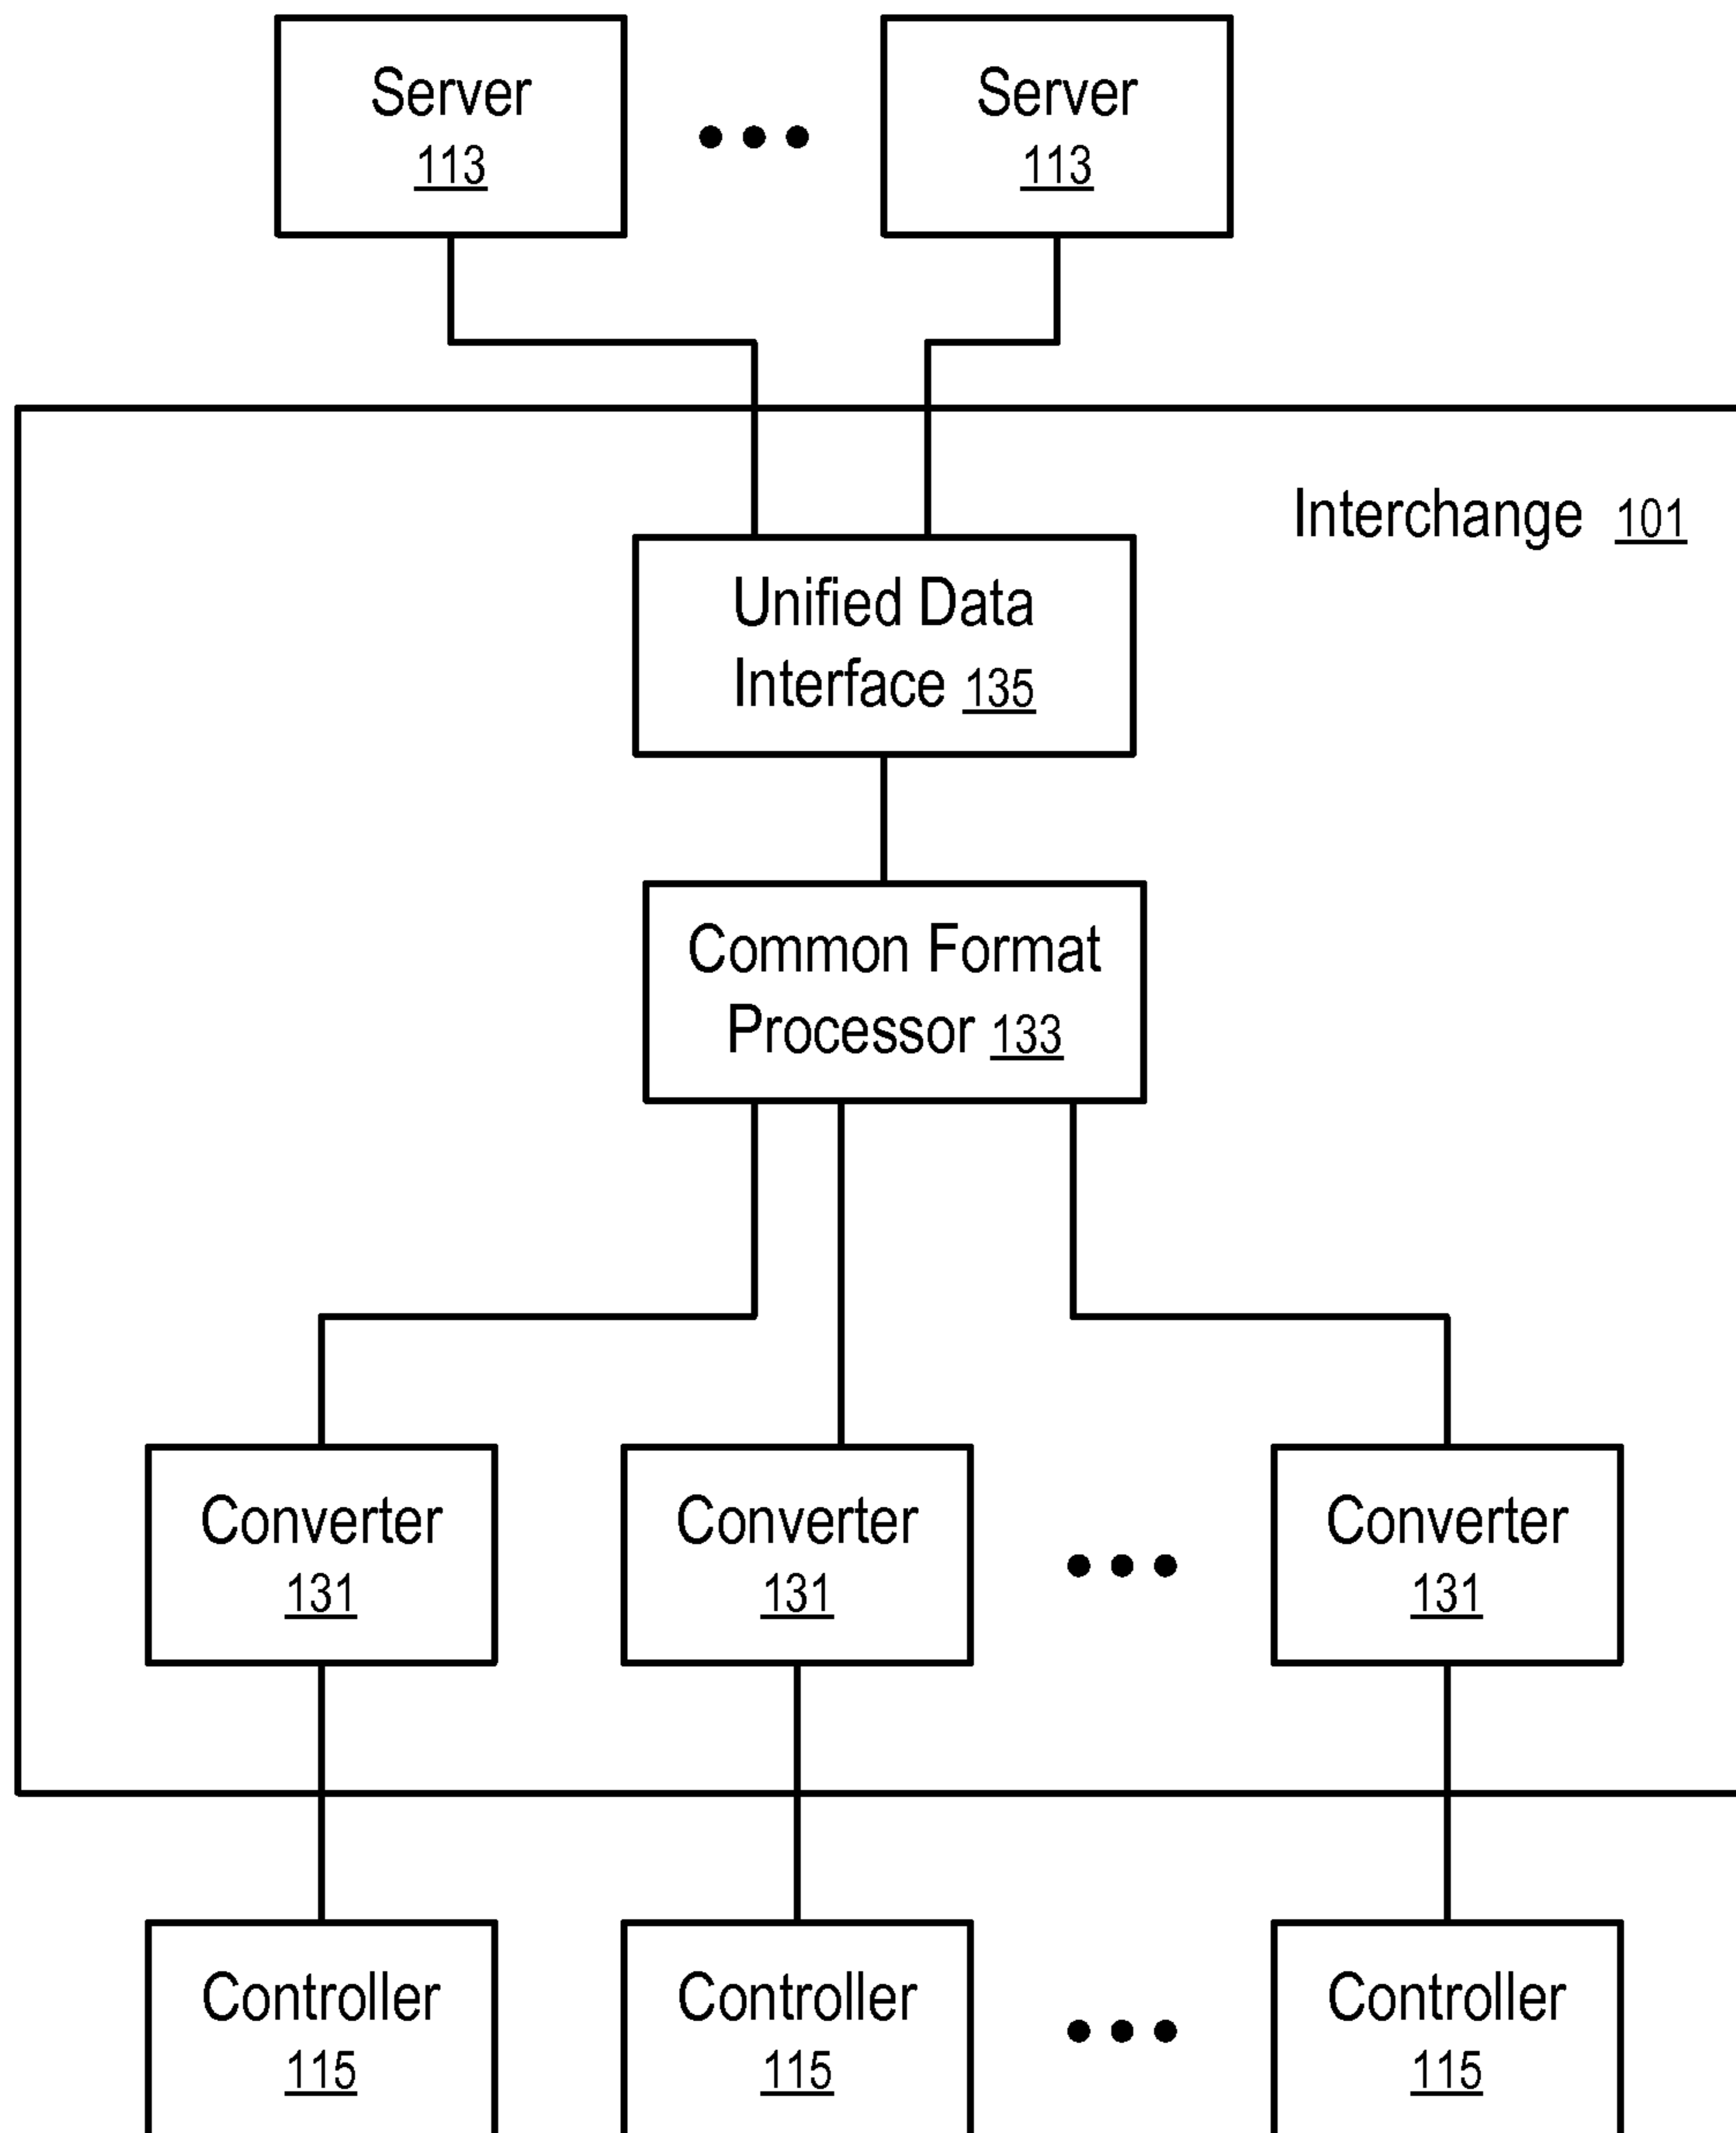 Server
113
Server
113
Interchange 101
Unified Data
Interface 135
Common Format
Processor 133
Converter
131
Converter
131
Converter
131
Controller
115
Controller
115
Controller
115